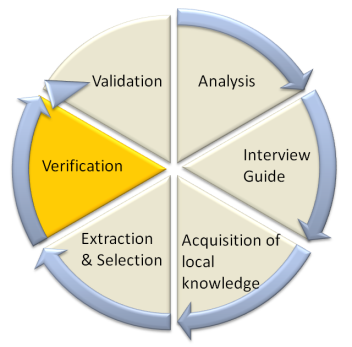 Validation
Analysis
Interview
Guide
Acquisition of
local
knowledge
Extraction
& Selection
Verification